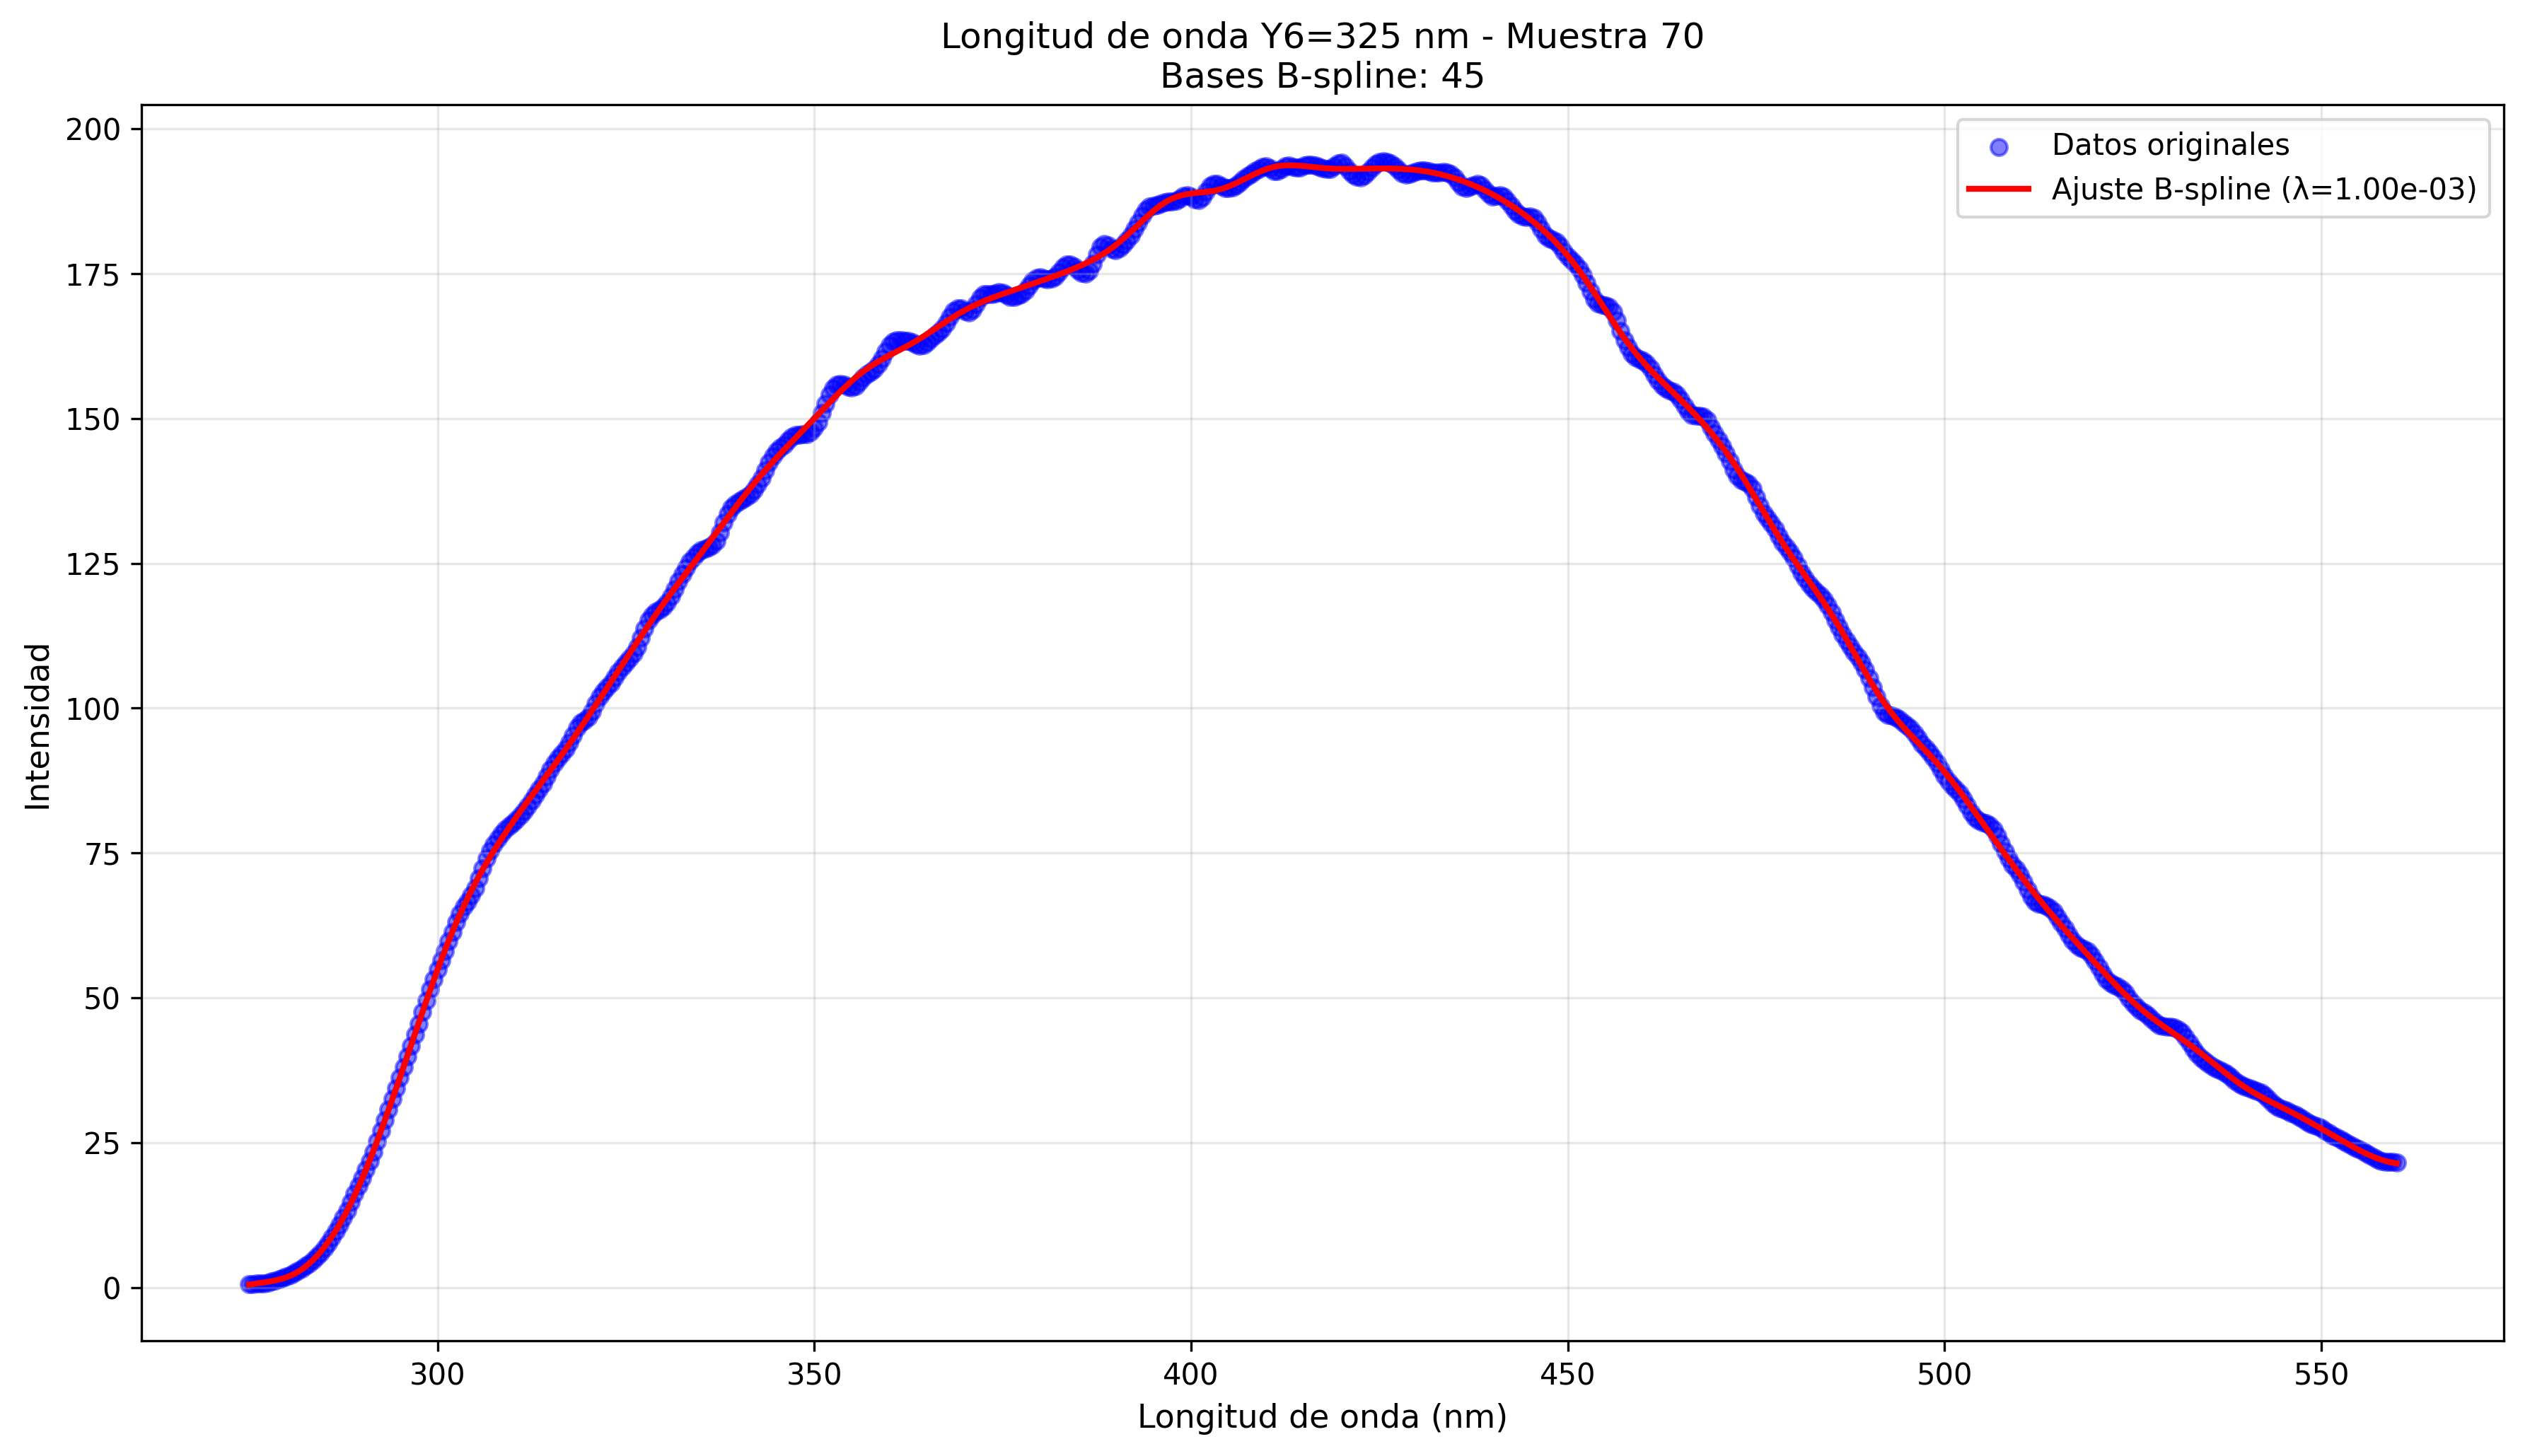 Longitud de onda Y6=325 nm - Muestra 70
Bases B-spline: 45
Datos originales
Ajuste B-spline (λ=1.00e-03)
Intensidad
200
175
150
125
100
75
50
25
0
300 350 400 450 500 550
Longitud de onda (nm)